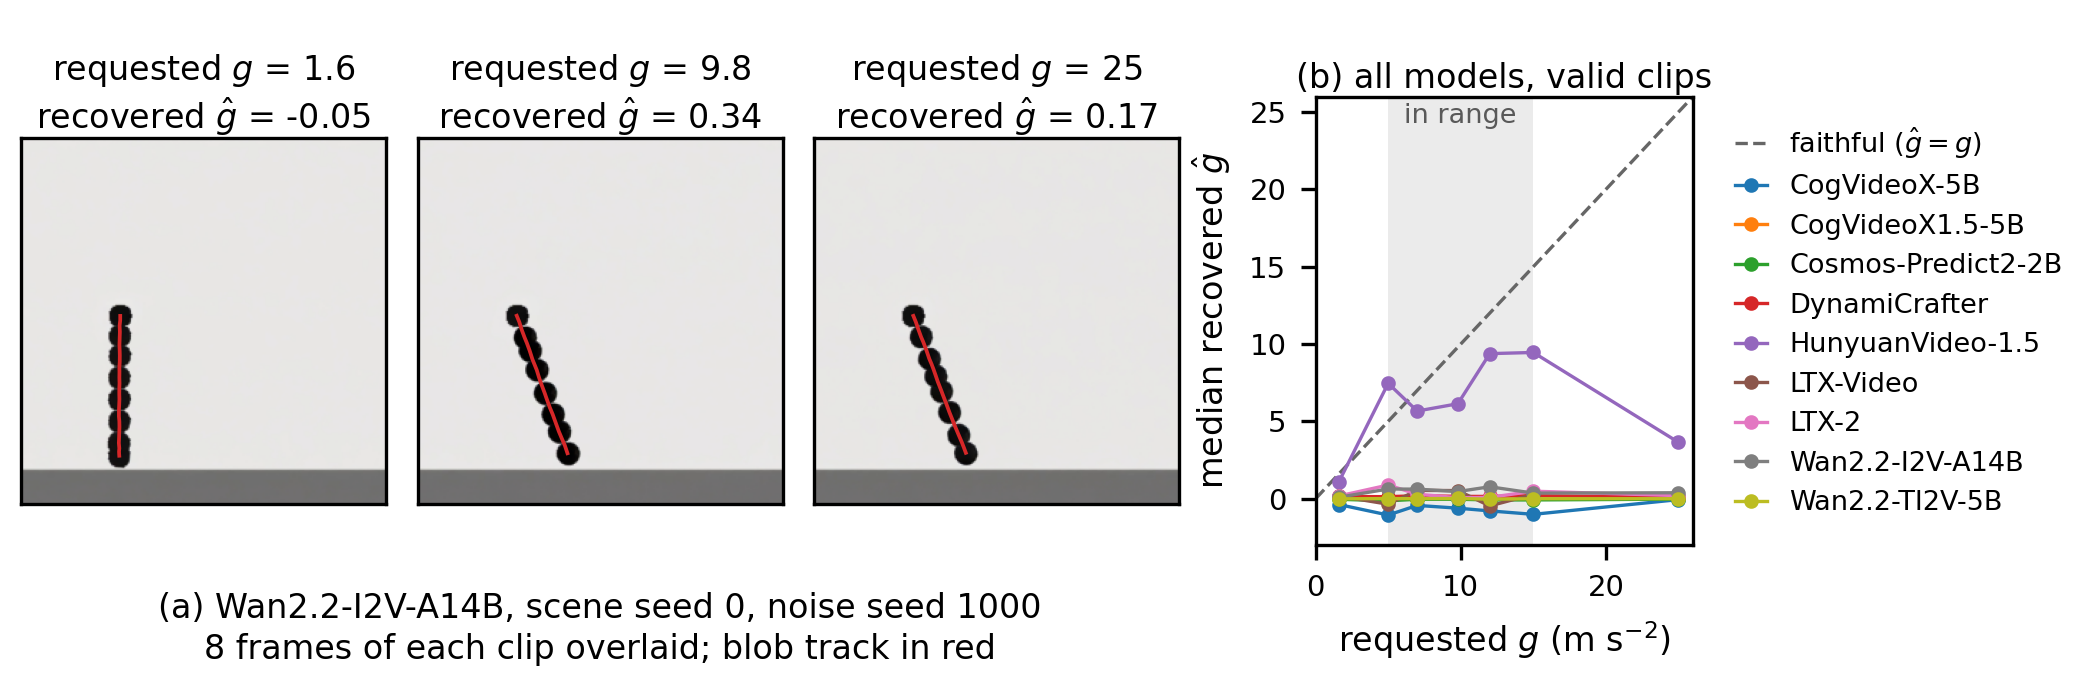 requested g = 1.6
recovered ĝ = -0.05
requested g = 9.8
recovered ĝ = 0.34
requested g = 25
recovered ĝ = 0.17
(a) Wan2.2-I2V-A14B, scene seed 0, noise seed 1000
8 frames of each clip overlaid; blob track in red
(b) all models, valid clips
in range
median recovered ĝ
25
20
15
10
5
0
0 10 20
requested g (m s⁻²)
faithful (ĝ = g)
CogVideoX-5B
CogVideoX1.5-5B
Cosmos-Predict2-2B
DynamiCrafter
HunyuanVideo-1.5
LTX-Video
LTX-2
Wan2.2-I2V-A14B
Wan2.2-TI2V-5B